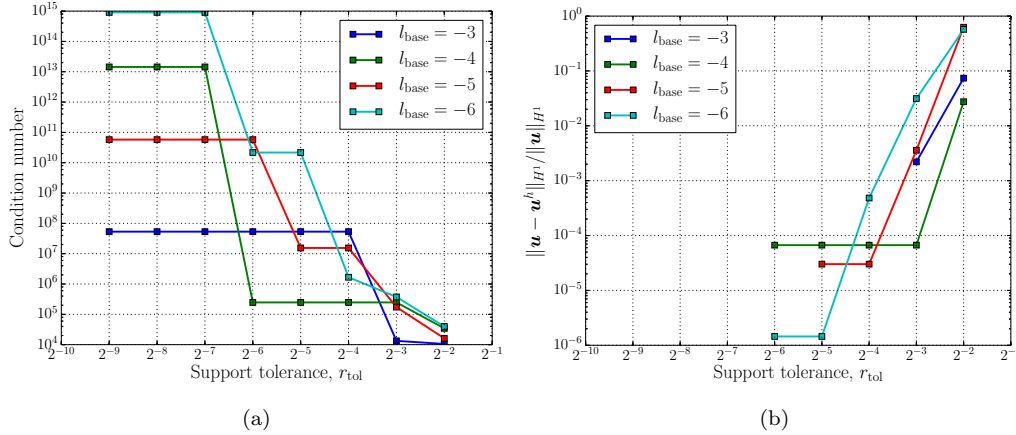 10^15
10^14
10^13
10^12
10^11
10^10
10^9
10^8
10^7
10^6
10^5
10^4
Condition number
l_base = −3
l_base = −4
l_base = −5
l_base = −6
2^−10 2^−9 2^−8 2^−7 2^−6 2^−5 2^−4 2^−3 2^−2 2^−1
Support tolerance, r_tol
(a)
10^0
10^−1
10^−2
10^−3
10^−4
10^−5
10^−6
‖u − u^h‖_{H^1}/‖u‖_{H^1}
l_base = −3
l_base = −4
l_base = −5
l_base = −6
2^−10 2^−9 2^−8 2^−7 2^−6 2^−5 2^−4 2^−3 2^−2 2^−1
Support tolerance, r_tol
(b)